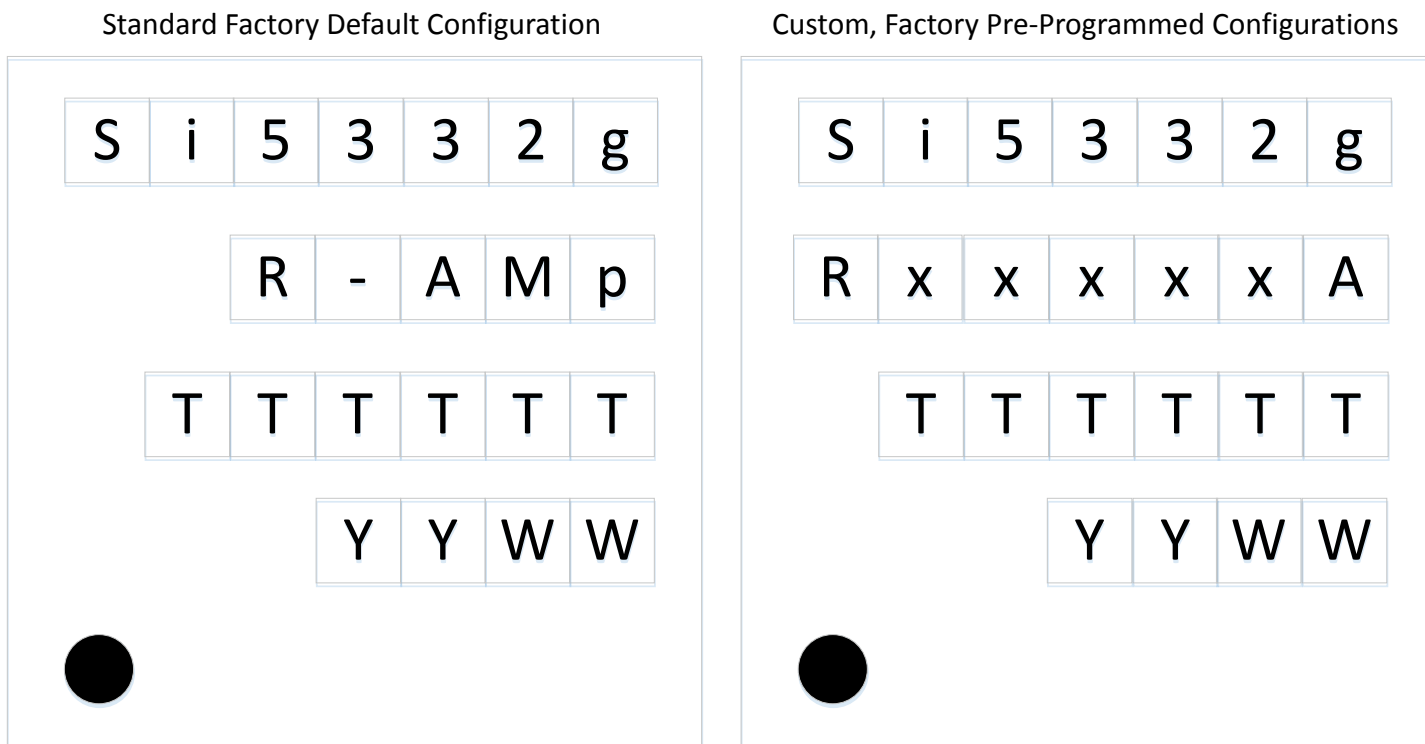 Standard Factory Default Configuration
Si5332g
R-AMp
TTTTTT
YYWW
Custom, Factory Pre-Programmed Configurations
Si5332g
RxxxxxA
TTTTTT
YYWW